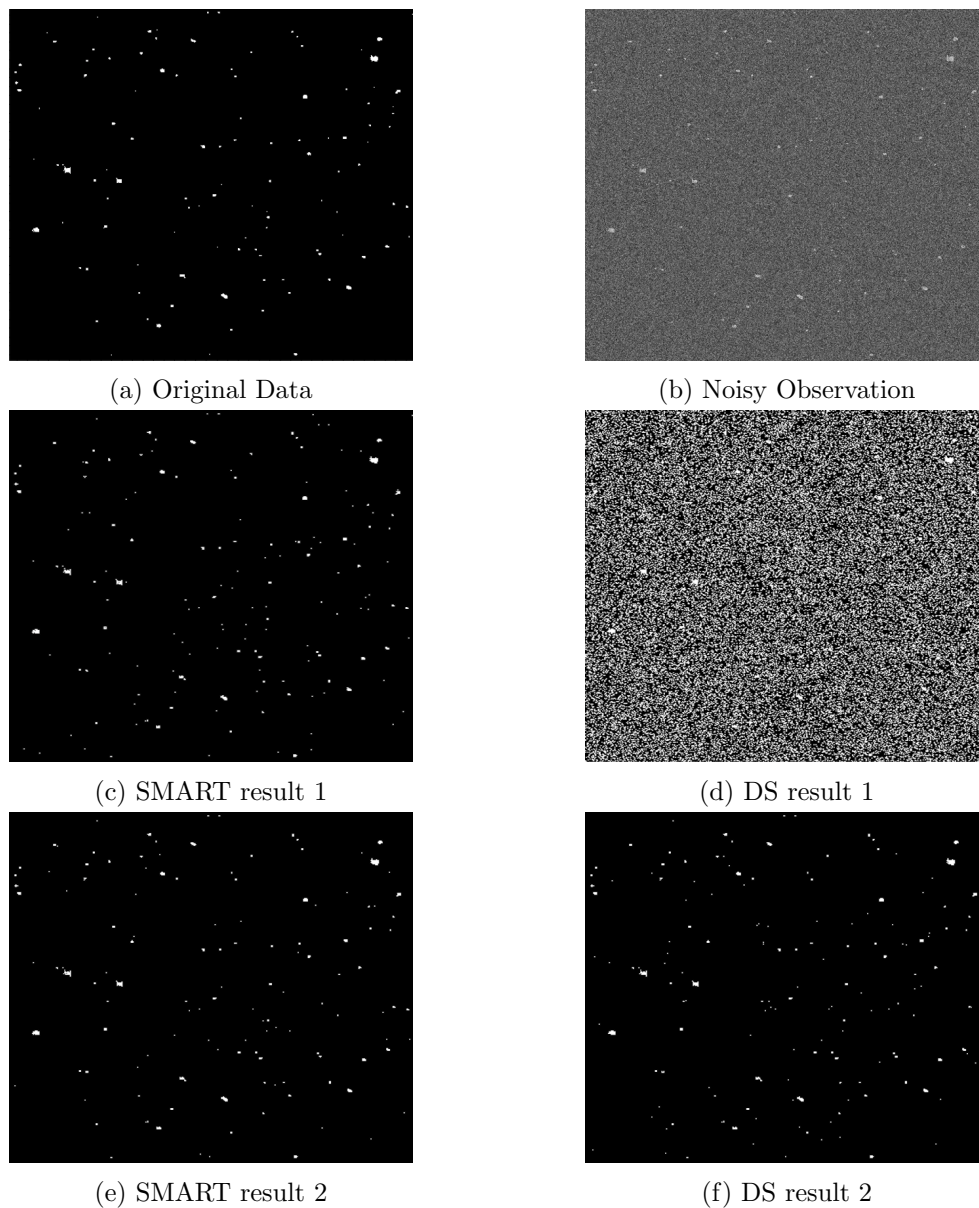 (a) Original Data
(b) Noisy Observation
(c) SMART result 1
(d) DS result 1
(e) SMART result 2
(f) DS result 2